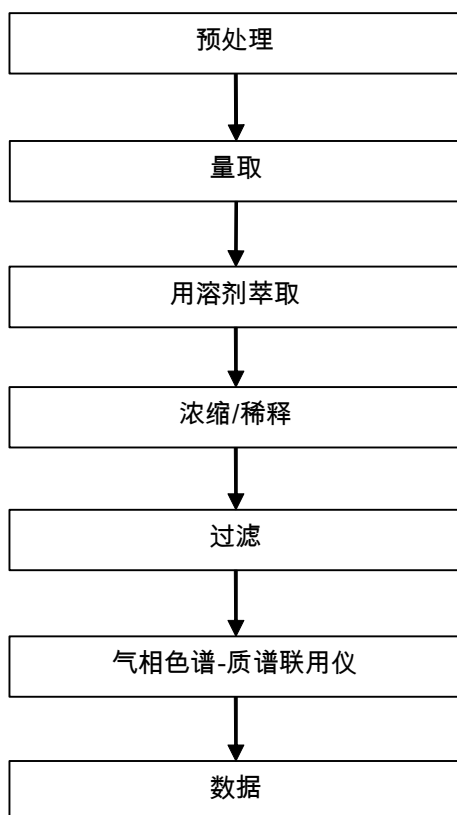 预处理
量取
用溶剂萃取
浓缩/稀释
过滤
气相色谱-质谱联用仪
数据